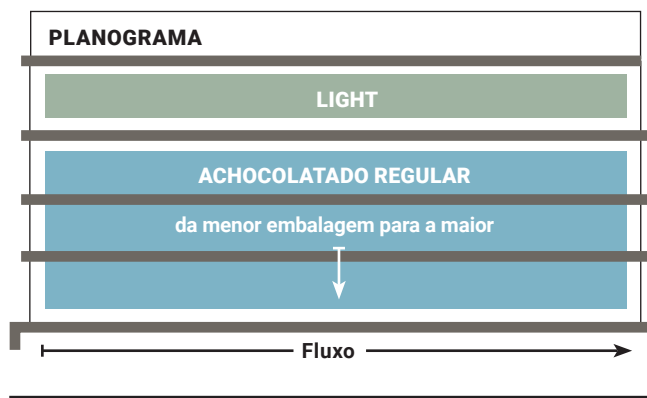 PLANOGRAMA
LIGHT
ACHOCOLATADO REGULAR
da menor embalagem para a maior
Fluxo